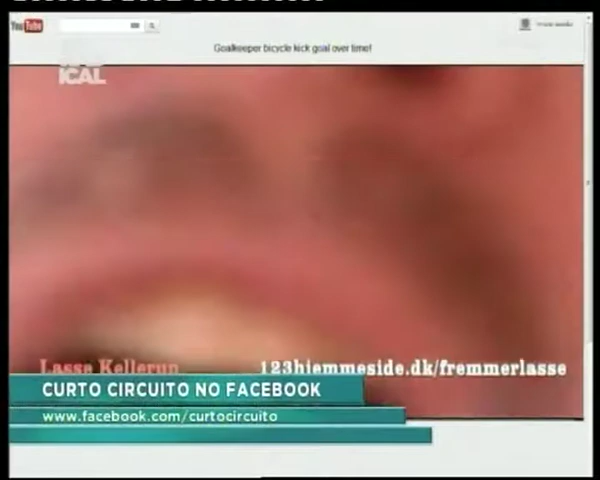 YouTube
Goalkeeper bicycle kick goal over time!
ICAL
Lasse Kellerup
123hjemmeside.dk/fremmerlasse
CURTO CIRCUITO NO FACEBOOK
www.facebook.com/curtocircuito